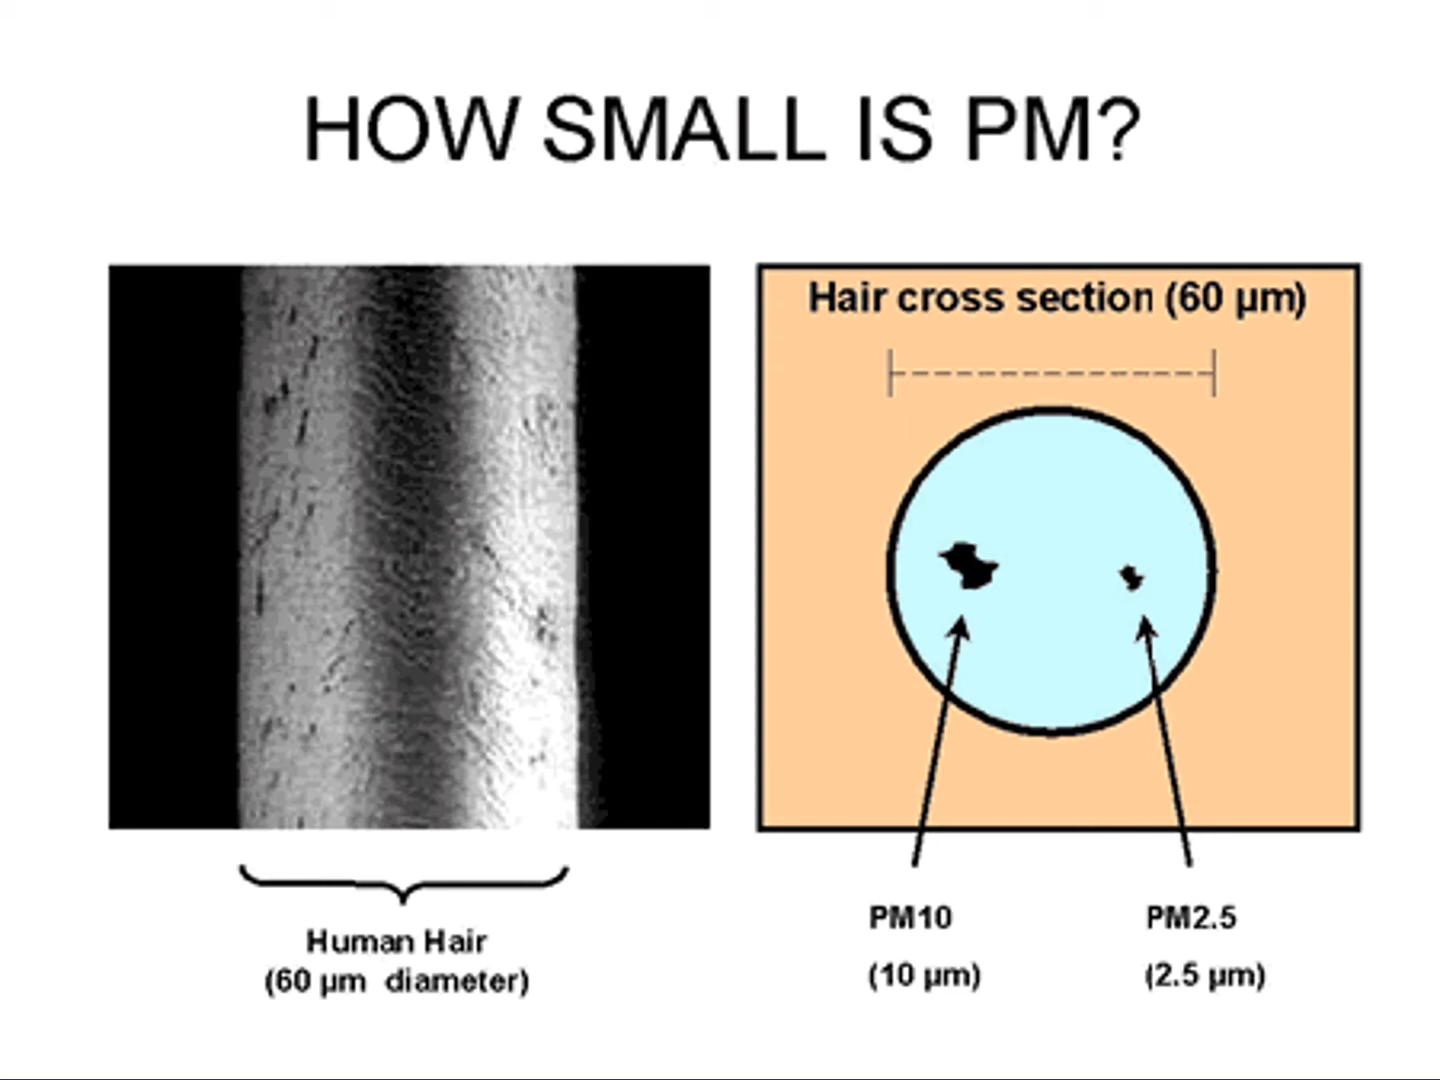 HOW SMALL IS PM?
Hair cross section (60 µm)
Human Hair
(60 µm diameter)
PM10
(10 µm)
PM2.5
(2.5 µm)